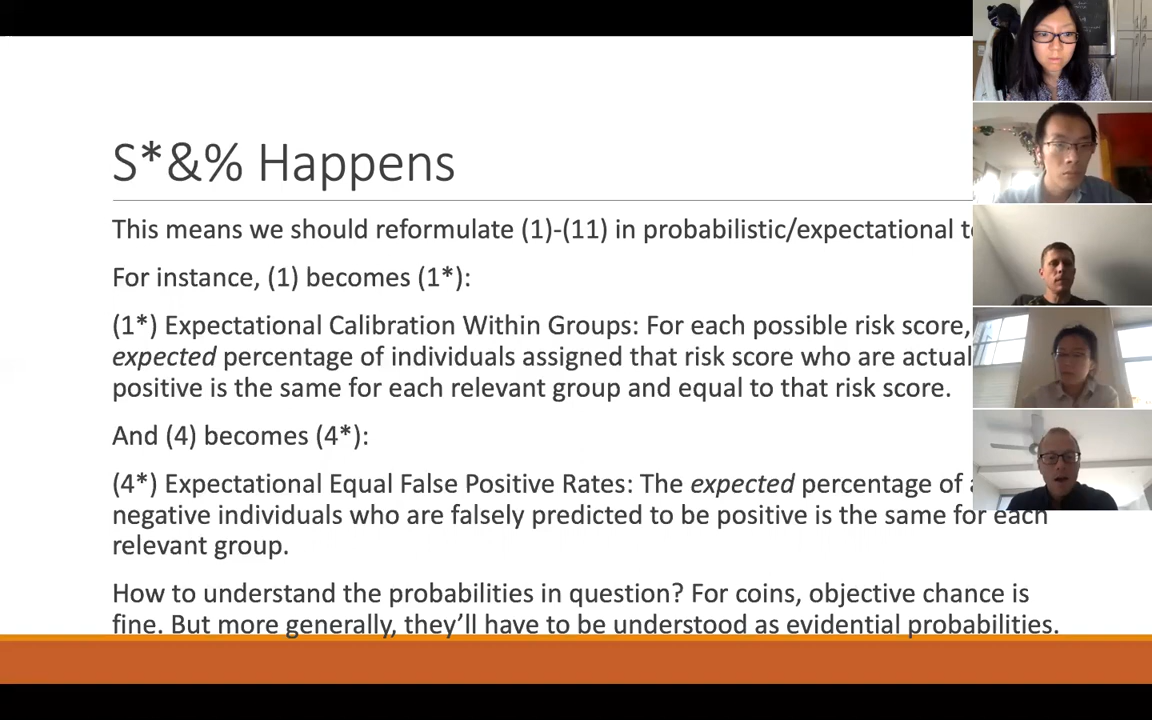 S*&% Happens
This means we should reformulate (1)-(11) in probabilistic/expectational
For instance, (1) becomes (1*):
(1*) Expectational Calibration Within Groups: For each possible risk score,
expected percentage of individuals assigned that risk score who are
positive is the same for each relevant group and equal to that risk score.
And (4) becomes (4*):
(4*) Expectational Equal False Positive Rates: The expected percentage of
negative individuals who are falsely predicted to be positive is the same for each
relevant group.
How to understand the probabilities in question? For coins, objective chance is
fine. But more generally, they’ll have to be understood as evidential probabilities.